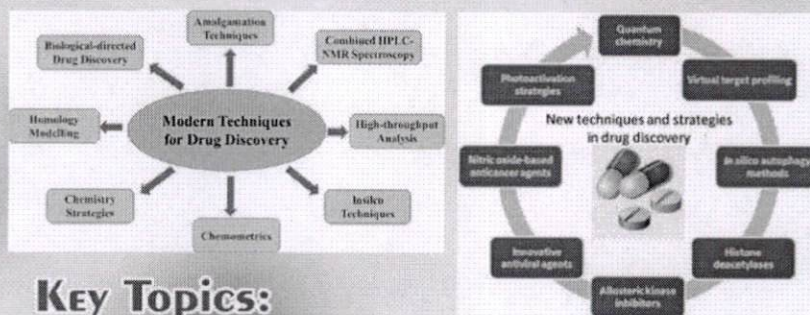 Amalgamation
Techniques
Biological-directed
Drug Discovery
Combined HPLC-
NMR Spectroscopy
Homology
Modelling
Modern Techniques
for Drug Discovery
High-throughput
Analysis
Chemistry
Strategies
Insilco
Techniques
Chemometrics
Quantum
chemistry
Photoactivation
strategies
Virtual target profiling
New techniques and strategies
in drug discovery
Nitric oxide-based
anticancer agents
In silico autophagy
methods
Innovative
antiviral agents
Histone
deacetylases
Allosteric kinase
inhibitors
Key Topics: